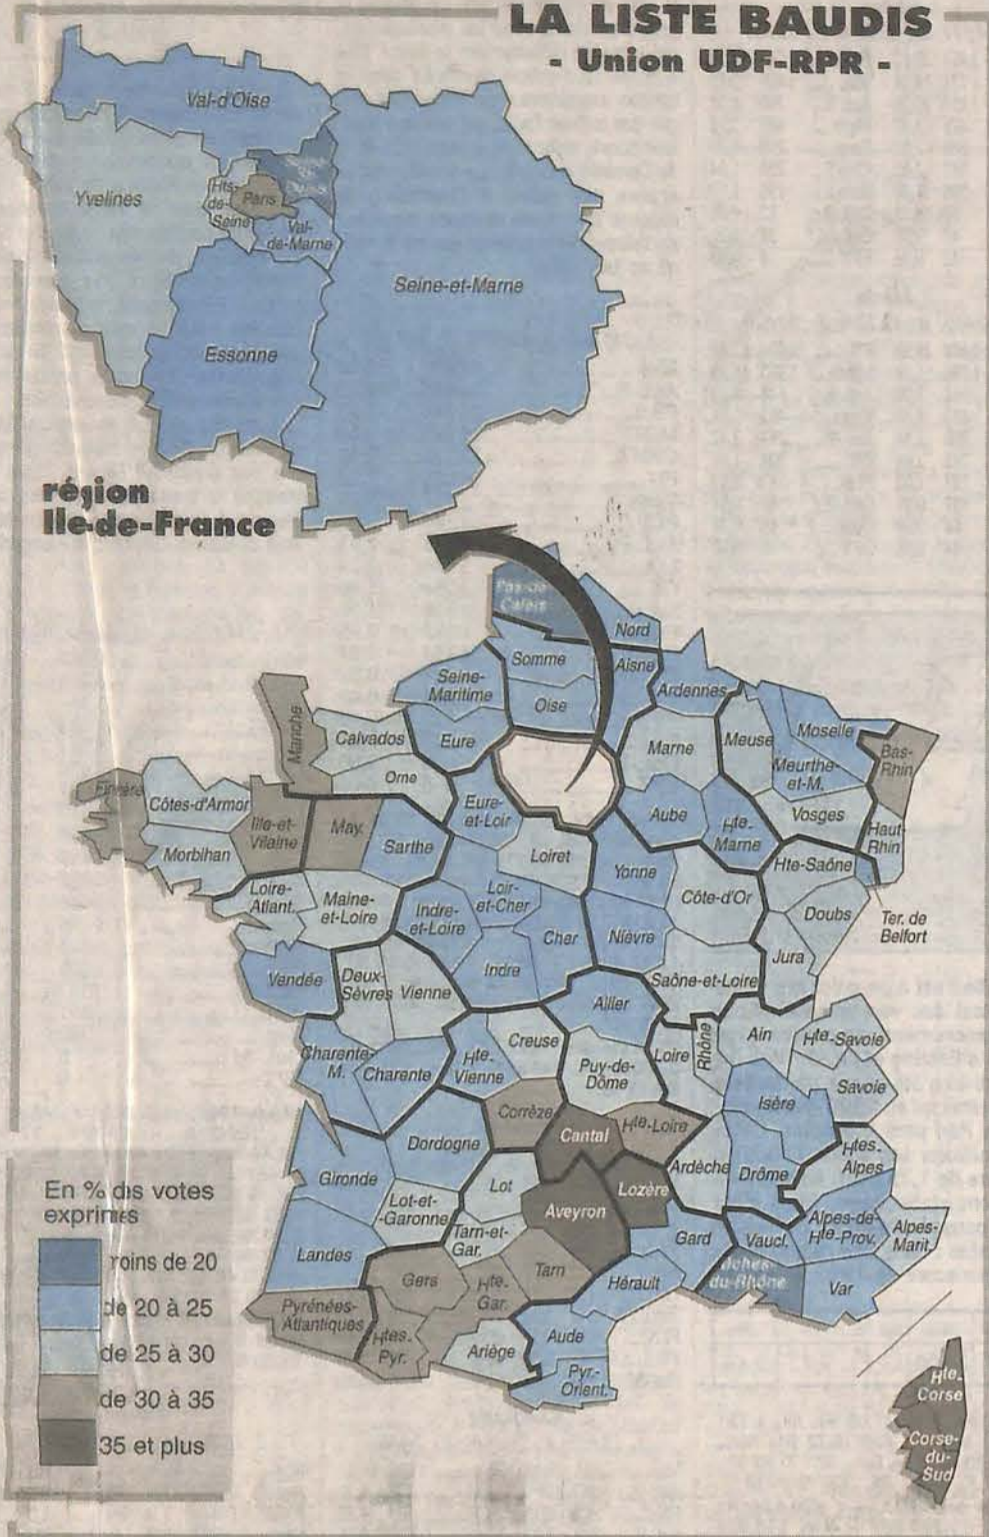 LA LISTE BAUDIS
- Union UDF-RPR -
Val-d'Oise
Yvelines
Hts-
de-
Seine
Paris
Val-
de-Marne
Seine-et-Marne
Essonne
région
Ile-de-France
Pas-de-
Calais
Nord
Somme
Aisne
Seine-
Maritime
Oise
Ardennes
Manche
Calvados
Eure
Marne
Meuse
Moselle
Meurthe-
et-M.
Bas-
Rhin
Orne
Finistère
Côtes-d'Armor
Ille-et-
Vilaine
May.
Sarthe
Eure-
et-Loir
Aube
Hte-
Marne
Vosges
Haut-
Rhin
Morbihan
Loiret
Yonne
Hte-Saône
Loire-
Atlant.
Maine-
et-Loire
Indre-
et-Loire
Loir-
et-Cher
Côte-d'Or
Doubs
Ter. de
Belfort
Cher
Nièvre
Jura
Vendée
Deux-
Sèvres
Vienne
Indre
Saône-et-Loire
Allier
Charente-
M.
Charente
Hte-
Vienne
Creuse
Puy-de-
Dôme
Loire
Rhône
Ain
Hte-Savoie
Savoie
Isère
Corrèze
Cantal
Hte-Loire
Dordogne
Gironde
Lot
Aveyron
Lozère
Ardèche
Drôme
Htes-
Alpes
Lot-et-
-Garonne
Tarn-et-
Gar.
Landes
Gers
Hte-
Gar.
Tarn
Gard
Vaucl.
Alpes-de-
Hte-Prov.
Alpes-
Marit.
Hérault
Bches-
du-Rhône
Var
Pyrénées-
Atlantiques
Htes-
Pyr.
Ariège
Aude
Pyr.-
Orient.
Hte-
Corse
Corse-
du-
Sud
En % des votes
exprimés
moins de 20
de 20 à 25
de 25 à 30
de 30 à 35
35 et plus